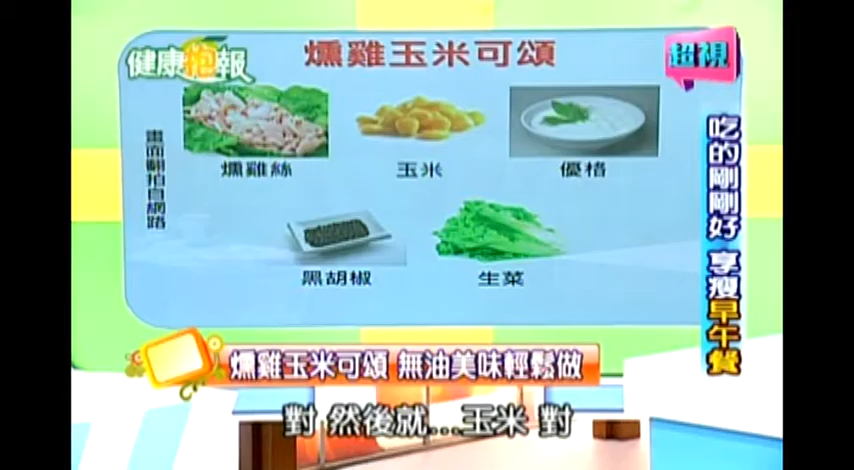 健康抱報
燻雞玉米可頌
超視
畫面翻拍自網路
燻雞絲
玉米
優格
黑胡椒
生菜
吃的剛剛好 享瘦早午餐
燻雞玉米可頌 無油美味輕鬆做
對 然後就...玉米 對